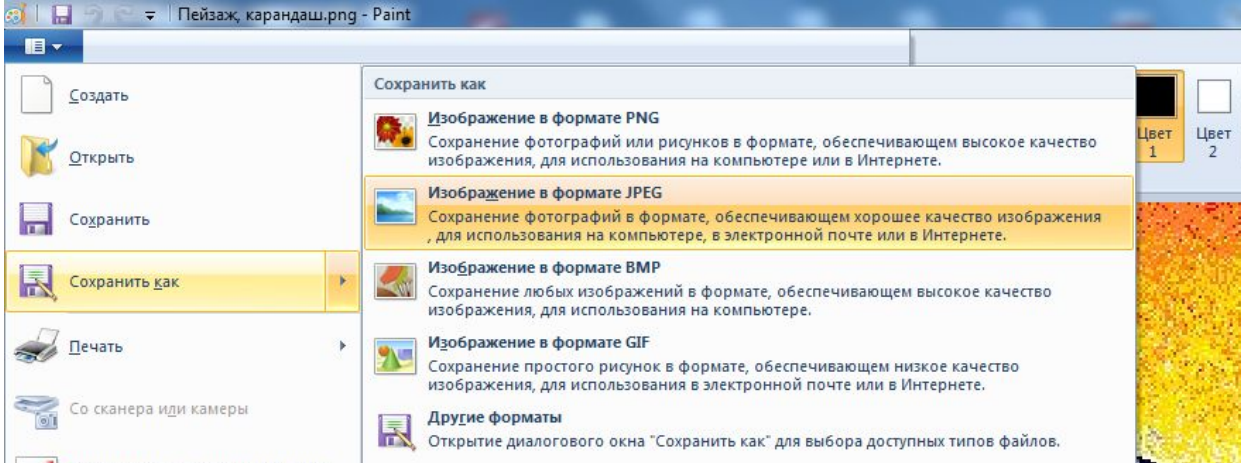 Пейзаж, карандаш.png - Paint
Создать
Открыть
Сохранить
Сохранить как
Печать
Со сканера или камеры
Сохранить как
Изображение в формате PNG
Сохранение фотографий или рисунков в формате, обеспечивающем высокое качество
изображения, для использования на компьютере или в Интернете.
Изображение в формате JPEG
Сохранение фотографий в формате, обеспечивающем хорошее качество изображения
, для использования на компьютере, в электронной почте или в Интернете.
Изображение в формате BMP
Сохранение любых изображений в формате, обеспечивающем высокое качество
изображения, для использования на компьютере.
Изображение в формате GIF
Сохранение простого рисунок в формате, обеспечивающем низкое качество
изображения, для использования в электронной почте или в Интернете.
Другие форматы
Открытие диалогового окна "Сохранить как" для выбора доступных типов файлов.
Цвет
1
Цвет
2